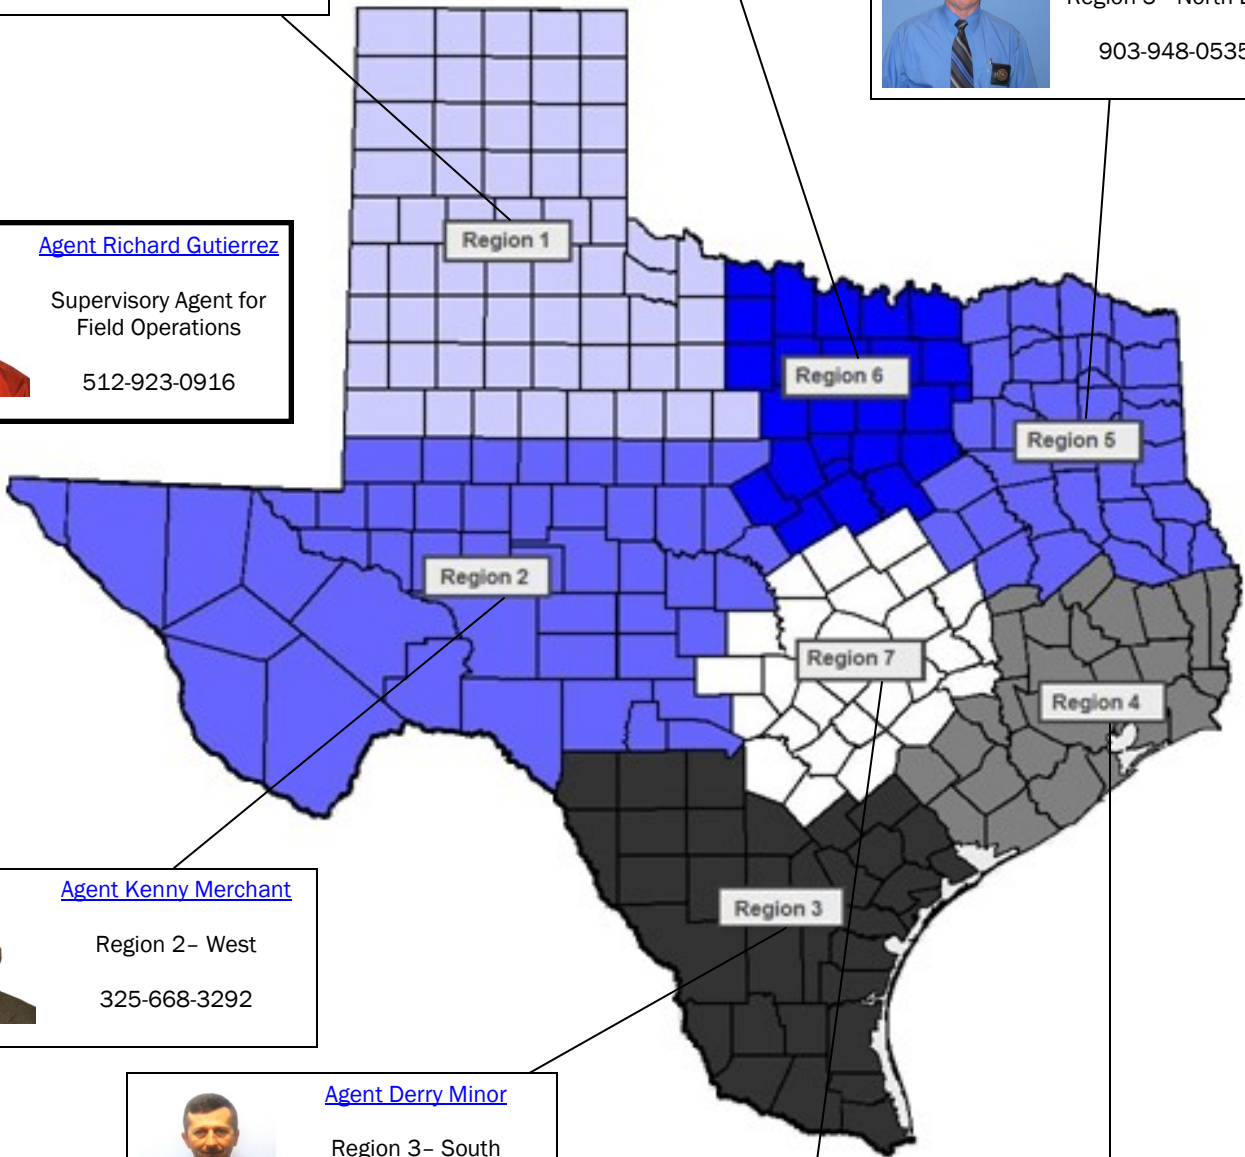 903-948-0535
Region 1
Agent Richard Gutierrez
Supervisory Agent for
Field Operations
512-923-0916
Region 6
Region 5
Region 2
Region 7
Region 4
Agent Kenny Merchant
Region 2– West
325-668-3292
Region 3
Agent Derry Minor
Region 3– South